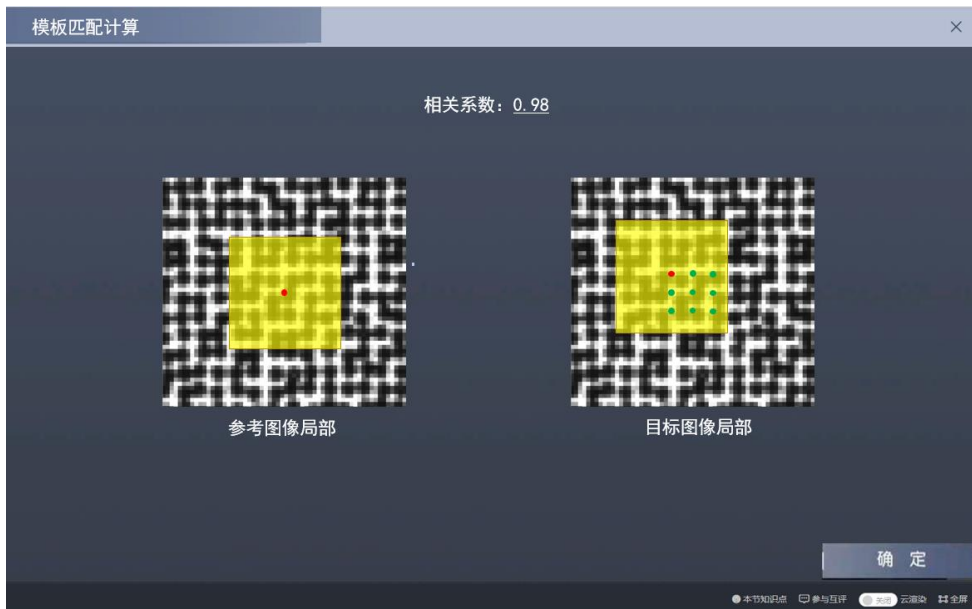 模板匹配计算
相关系数：0.98
参考图像局部
目标图像局部
确 定
本节知识点 参与互评 关闭 云渲染 全屏